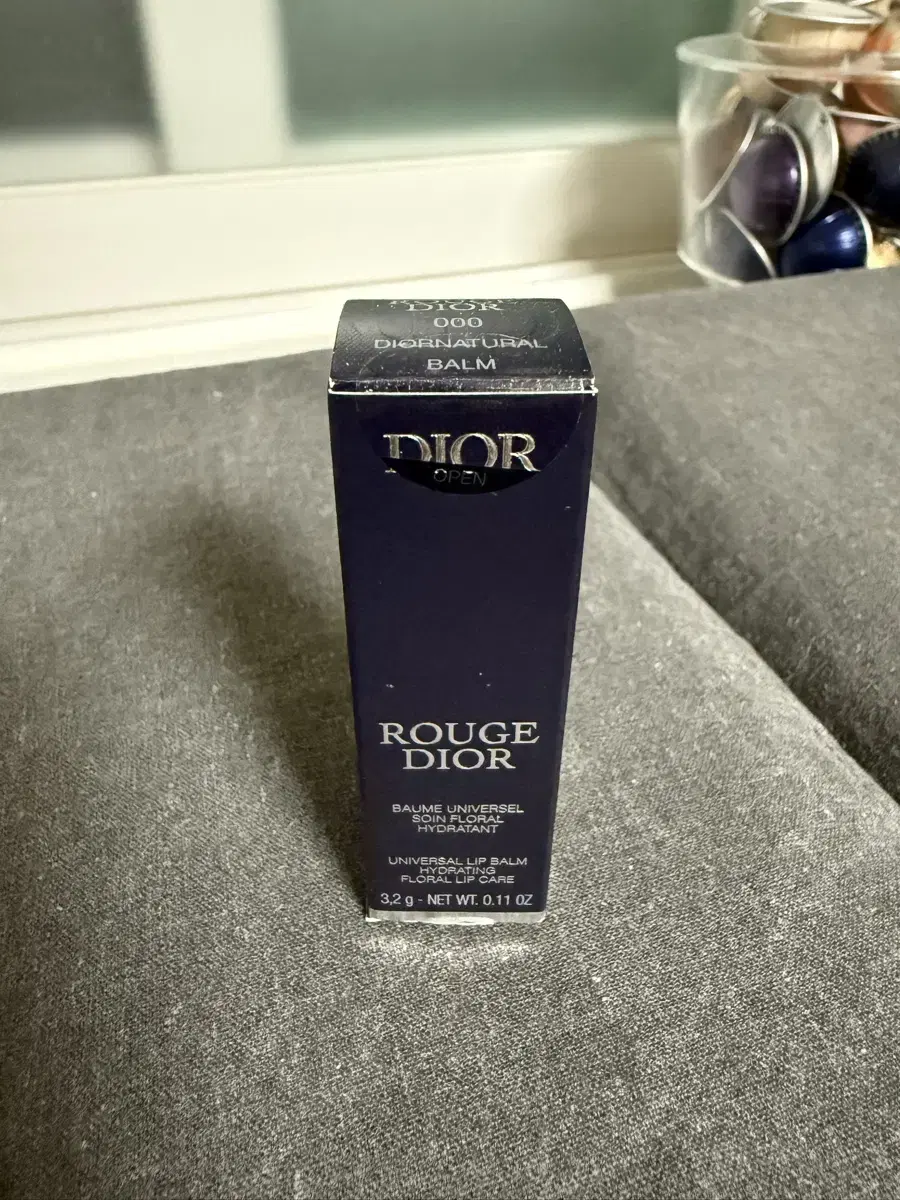 ROUGE
DIOR
000
DIORNATURAL
BALM
DIOR
OPEN
ROUGE
DIOR
BAUME UNIVERSEL
SOIN FLORAL
HYDRATANT
UNIVERSAL LIP BALM
HYDRATING
FLORAL LIP CARE
3,2 g - NET WT. 0.11 OZ